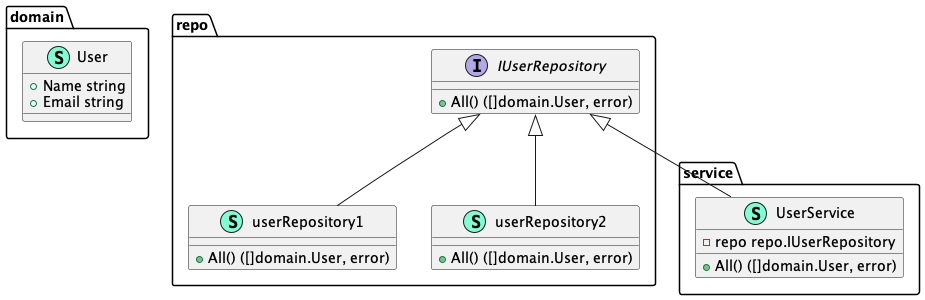 domain
S User
Name string
Email string
repo
I IUserRepository
All() ([]domain.User, error)
S userRepository1
All() ([]domain.User, error)
S userRepository2
All() ([]domain.User, error)
service
S UserService
repo repo.IUserRepository
All() ([]domain.User, error)